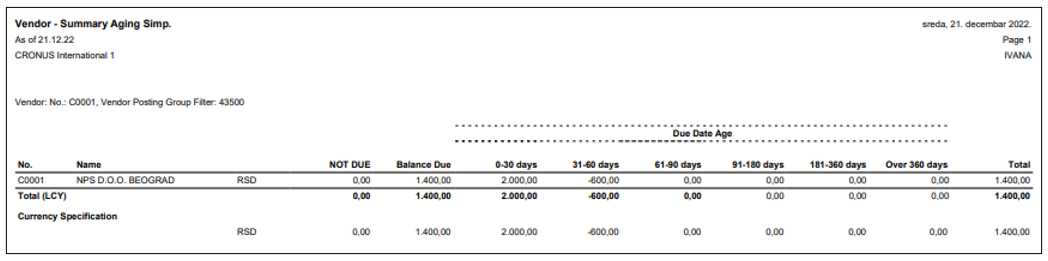 Vendor - Summary Aging Simp. sreda, 21. decembar 2022.
As of 21.12.22 Page 1
CRONUS International 1 IVANA
Vendor: No.: C0001, Vendor Posting Group Filter: 43500
Due Date Age
No. Name NOT DUE Balance Due 0-30 days 31-60 days 61-90 days 91-180 days 181-360 days Over 360 days Total
C0001 NPS D.O.O. BEOGRAD RSD 0,00 1.400,00 2.000,00 -600,00 0,00 0,00 0,00 0,00 1.400,00
Total (LCY) 0,00 1.400,00 2.000,00 -600,00 0,00 0,00 0,00 0,00 1.400,00
Currency Specification
RSD 0,00 1.400,00 2.000,00 -600,00 0,00 0,00 0,00 0,00 1.400,00